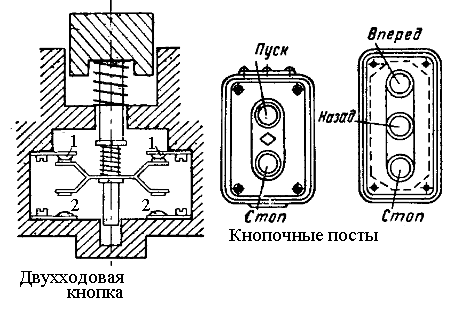 1 1
2 2
Двухходовая
кнопка
Пуск
Стоп
Вперед
Назад
Стоп
Кнопочные посты